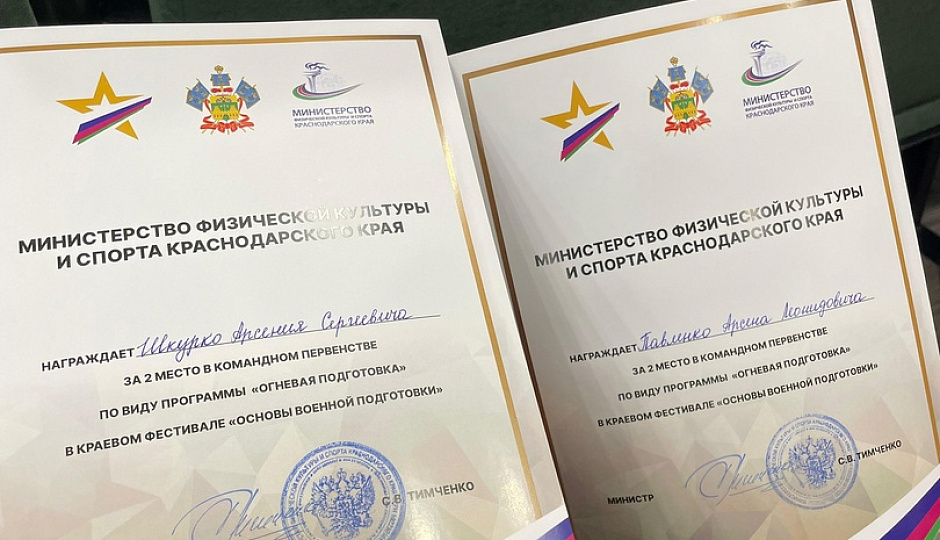 МИНИСТЕРСТВО
ФИЗИЧЕСКОЙ КУЛЬТУРЫ И СПОРТА
КРАСНОДАРСКОГО КРАЯ
МИНИСТЕРСТВО ФИЗИЧЕСКОЙ КУЛЬТУРЫ
И СПОРТА КРАСНОДАРСКОГО КРАЯ
НАГРАЖДАЕТ Шкурко Арсения Сергеевича
ЗА 2 МЕСТО В КОМАНДНОМ ПЕРВЕНСТВЕ
ПО ВИДУ ПРОГРАММЫ «ОГНЕВАЯ ПОДГОТОВКА»
В КРАЕВОМ ФЕСТИВАЛЕ «ОСНОВЫ ВОЕННОЙ ПОДГОТОВКИ»
С.В. ТИМЧЕНКО
МИНИСТЕРСТВО
ФИЗИЧЕСКОЙ КУЛЬТУРЫ И СПОРТА
КРАСНОДАРСКОГО КРАЯ
МИНИСТЕРСТВО ФИЗИЧЕСКОЙ КУЛЬТУРЫ
И СПОРТА КРАСНОДАРСКОГО КРАЯ
НАГРАЖДАЕТ Павленко Арсена Леонидовича
ЗА 2 МЕСТО В КОМАНДНОМ ПЕРВЕНСТВЕ
ПО ВИДУ ПРОГРАММЫ «ОГНЕВАЯ ПОДГОТОВКА»
В КРАЕВОМ ФЕСТИВАЛЕ «ОСНОВЫ ВОЕННОЙ ПОДГОТОВКИ»
МИНИСТР С.В. ТИМЧЕНКО